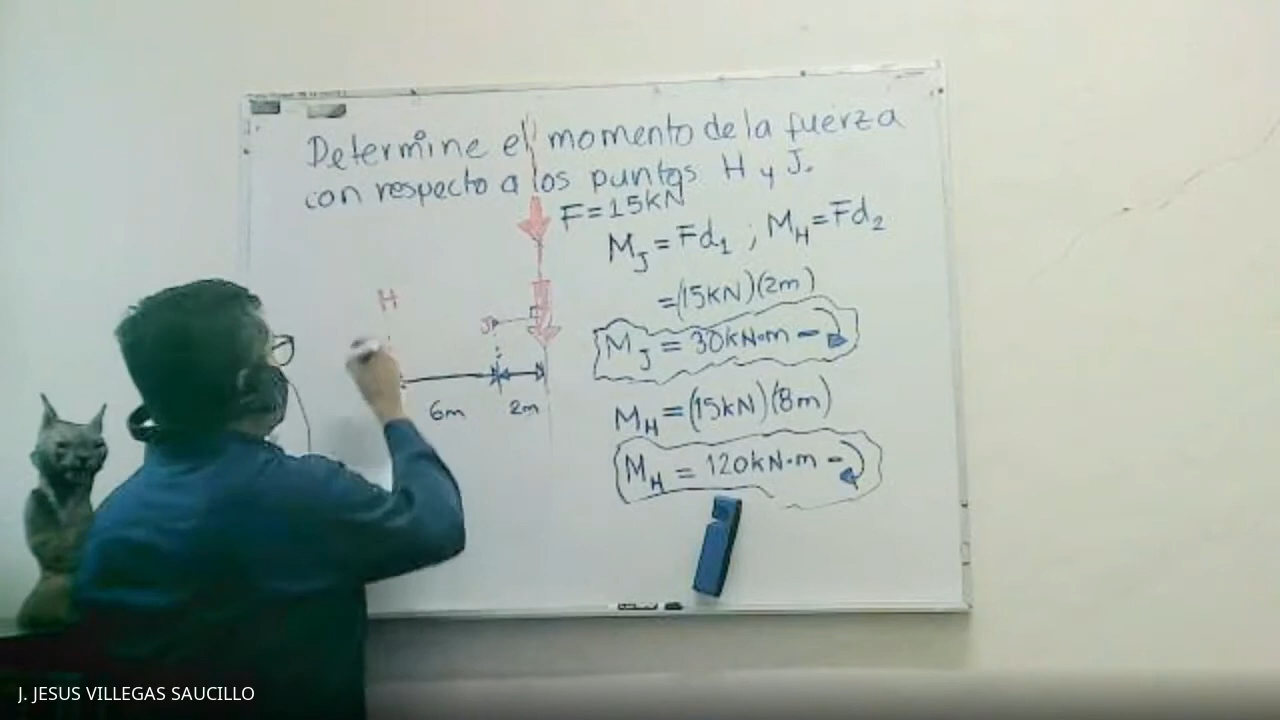 Determine el momento de la fuerza
con respecto a los puntos H y J.
F=15KN
M_J = Fd_1 ; M_H = Fd_2
=(15KN)(2m)
M_J = 30KN·m
M_H = (15KN)(8m)
M_H = 120KN·m
H
J
6m
2m
J. JESUS VILLEGAS SAUCILLO